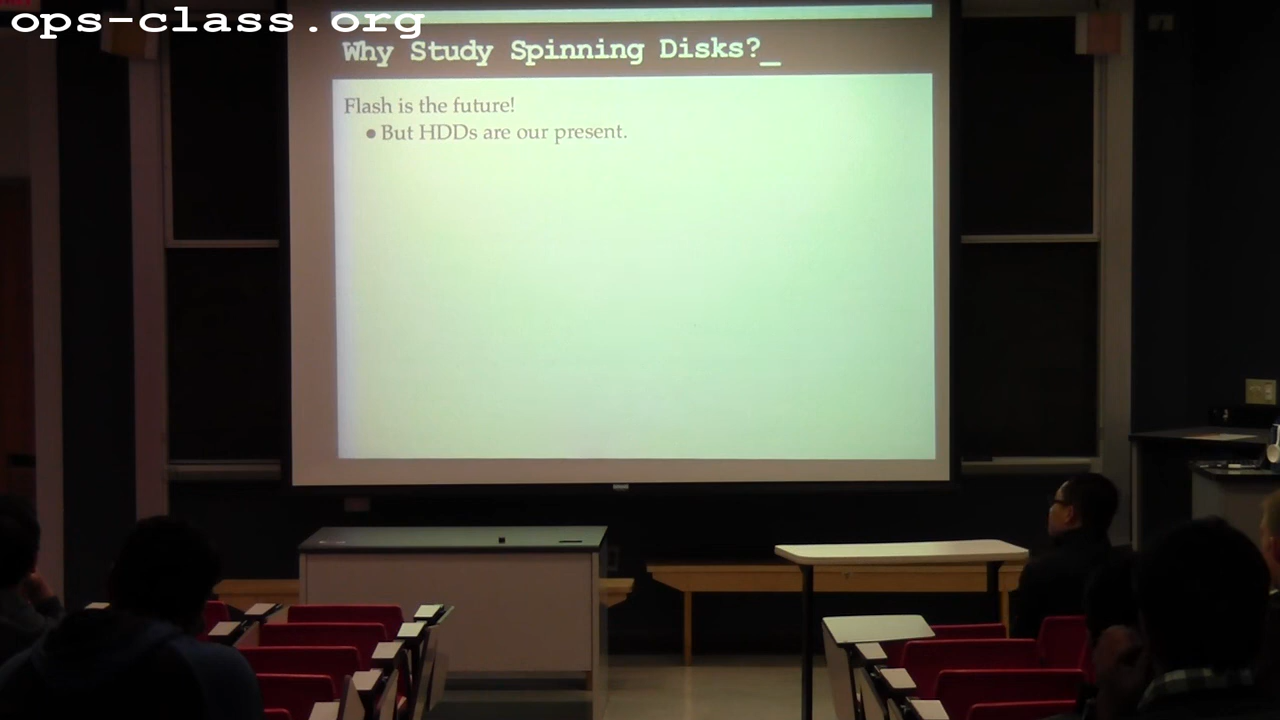 ops-class.org
Why Study Spinning Disks?_
Flash is the future!
● But HDDs are our present.